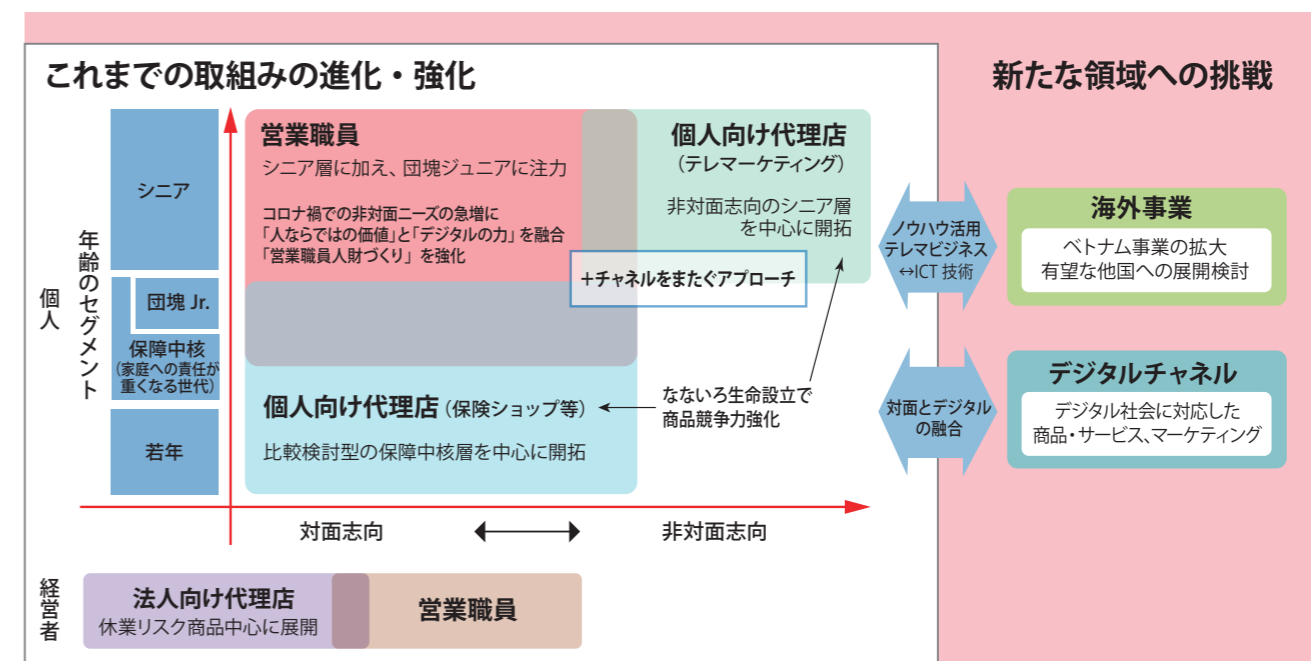 これまでの取組みの進化・強化
新たな領域への挑戦
個人
年齢のセグメント
シニア
団塊 Jr.
保障中核
(家庭への責任が
重くなる世代)
若年
営業職員
シニア層に加え、団塊ジュニアに注力
コロナ禍での非対面ニーズの急増に
「人ならではの価値」と「デジタルの力」を融合
「営業職員人財づくり」を強化
個人向け代理店
(テレマーケティング)
非対面志向のシニア層
を中心に開拓
+チャネルをまたぐアプローチ
個人向け代理店(保険ショップ等)
比較検討型の保障中核層を中心に開拓
なないろ生命設立で
商品競争力強化
対面志向
非対面志向
経営者
法人向け代理店
休業リスク商品中心に展開
営業職員
ノウハウ活用
テレマビジネス
↔ICT 技術
海外事業
ベトナム事業の拡大
有望な他国への展開検討
対面とデジタル
の融合
デジタルチャネル
デジタル社会に対応した
商品・サービス、マーケティング